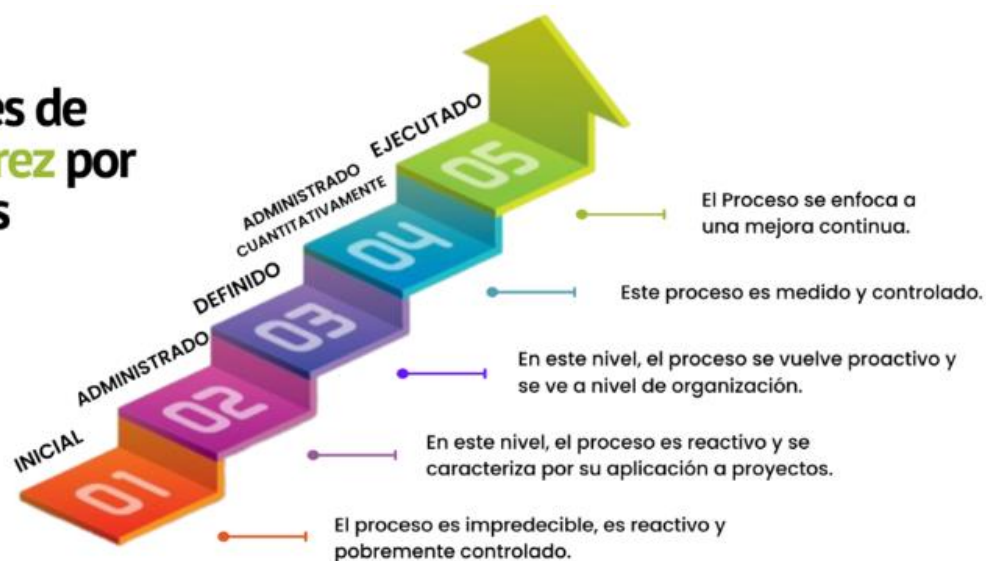 es de
rez por
s
EJECUTADO
05
El Proceso se enfoca a
una mejora continua.
ADMINISTRADO
CUANTITATIVAMENTE
04
Este proceso es medido y controlado.
DEFINIDO
03
En este nivel, el proceso se vuelve proactivo y
se ve a nivel de organización.
ADMINISTRADO
02
En este nivel, el proceso es reactivo y se
caracteriza por su aplicación a proyectos.
INICIAL
01
El proceso es impredecible, es reactivo y
pobremente controlado.